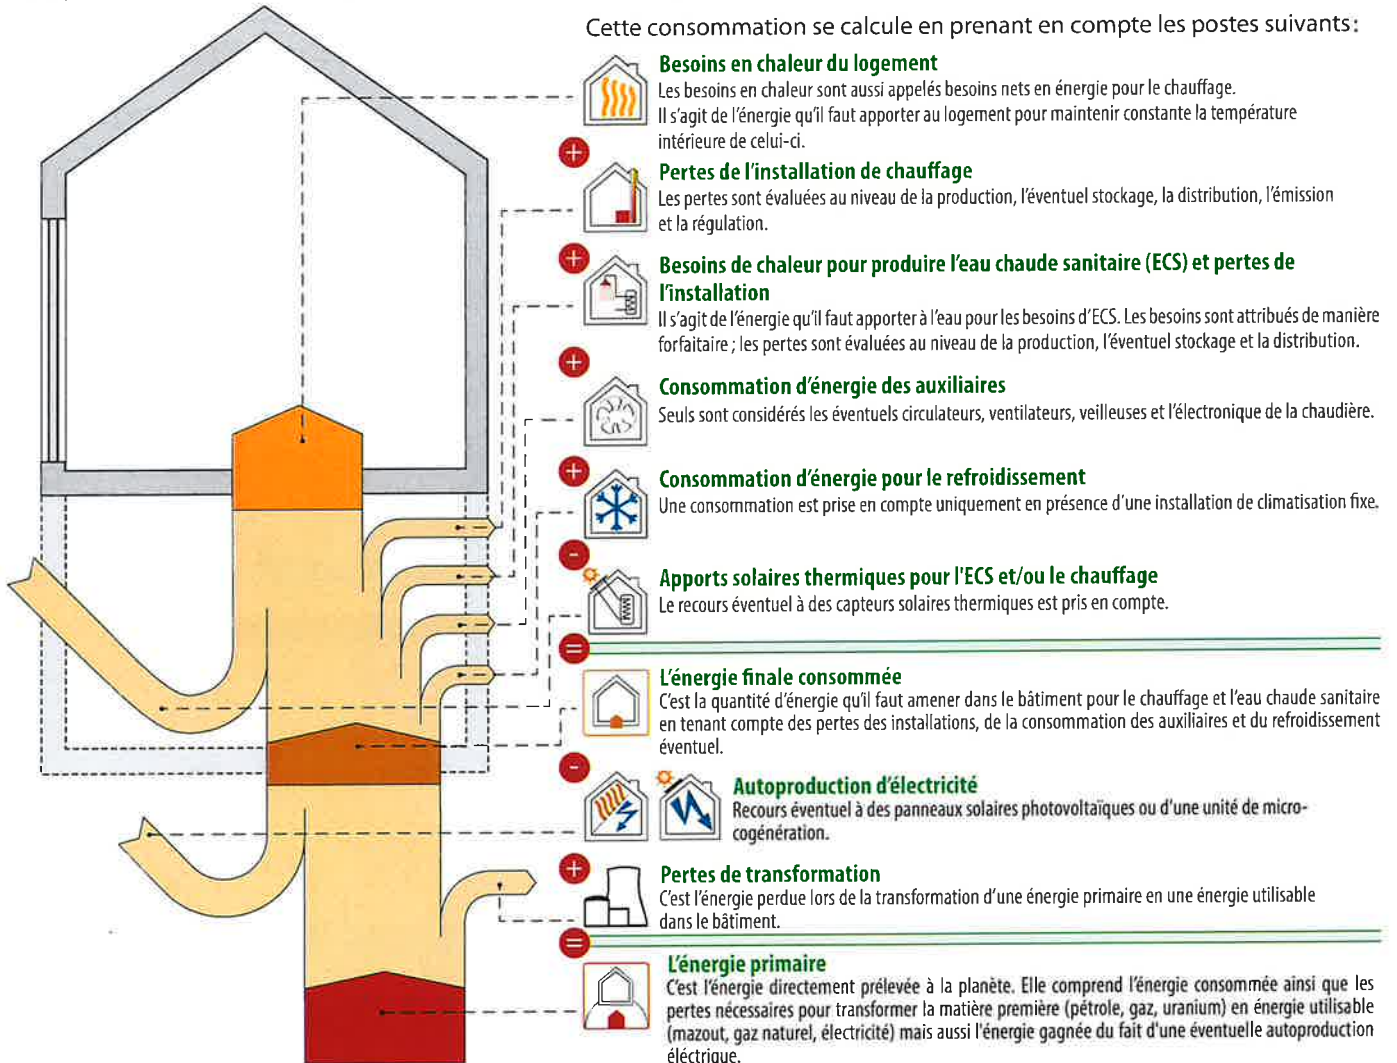 Cette consommation se calcule en prenant en compte les postes suivants:
Besoins en chaleur du logement
Les besoins en chaleur sont aussi appelés besoins nets en énergie pour le chauffage.
Il s'agit de l'énergie qu'il faut apporter au logement pour maintenir constante la température
intérieure de celui-ci.
+
Pertes de l'installation de chauffage
Les pertes sont évaluées au niveau de la production, l'éventuel stockage, la distribution, l'émission
et la régulation.
+
Besoins de chaleur pour produire l'eau chaude sanitaire (ECS) et pertes de
l'installation
Il s'agit de l'énergie qu'il faut apporter à l'eau pour les besoins d'ECS. Les besoins sont attribués de manière
forfaitaire ; les pertes sont évaluées au niveau de la production, l'éventuel stockage et la distribution.
+
Consommation d'énergie des auxiliaires
Seuls sont considérés les éventuels circulateurs, ventilateurs, veilleuses et l'électronique de la chaudière.
+
Consommation d'énergie pour le refroidissement
Une consommation est prise en compte uniquement en présence d'une installation de climatisation fixe.
-
Apports solaires thermiques pour l'ECS et/ou le chauffage
Le recours éventuel à des capteurs solaires thermiques est pris en compte.
=
L'énergie finale consommée
C'est la quantité d'énergie qu'il faut amener dans le bâtiment pour le chauffage et l'eau chaude sanitaire
en tenant compte des pertes des installations, de la consommation des auxiliaires et du refroidissement
éventuel.
-
Autoproduction d'électricité
Recours éventuel à des panneaux solaires photovoltaïques ou d'une unité de micro-
cogénération.
+
Pertes de transformation
C'est l'énergie perdue lors de la transformation d'une énergie primaire en une énergie utilisable
dans le bâtiment.
=
L'énergie primaire
C'est l'énergie directement prélevée à la planète. Elle comprend l'énergie consommée ainsi que les
pertes nécessaires pour transformer la matière première (pétrole, gaz, uranium) en énergie utilisable
(mazout, gaz naturel, électricité) mais aussi l'énergie gagnée du fait d'une éventuelle autoproduction
éléctrique.